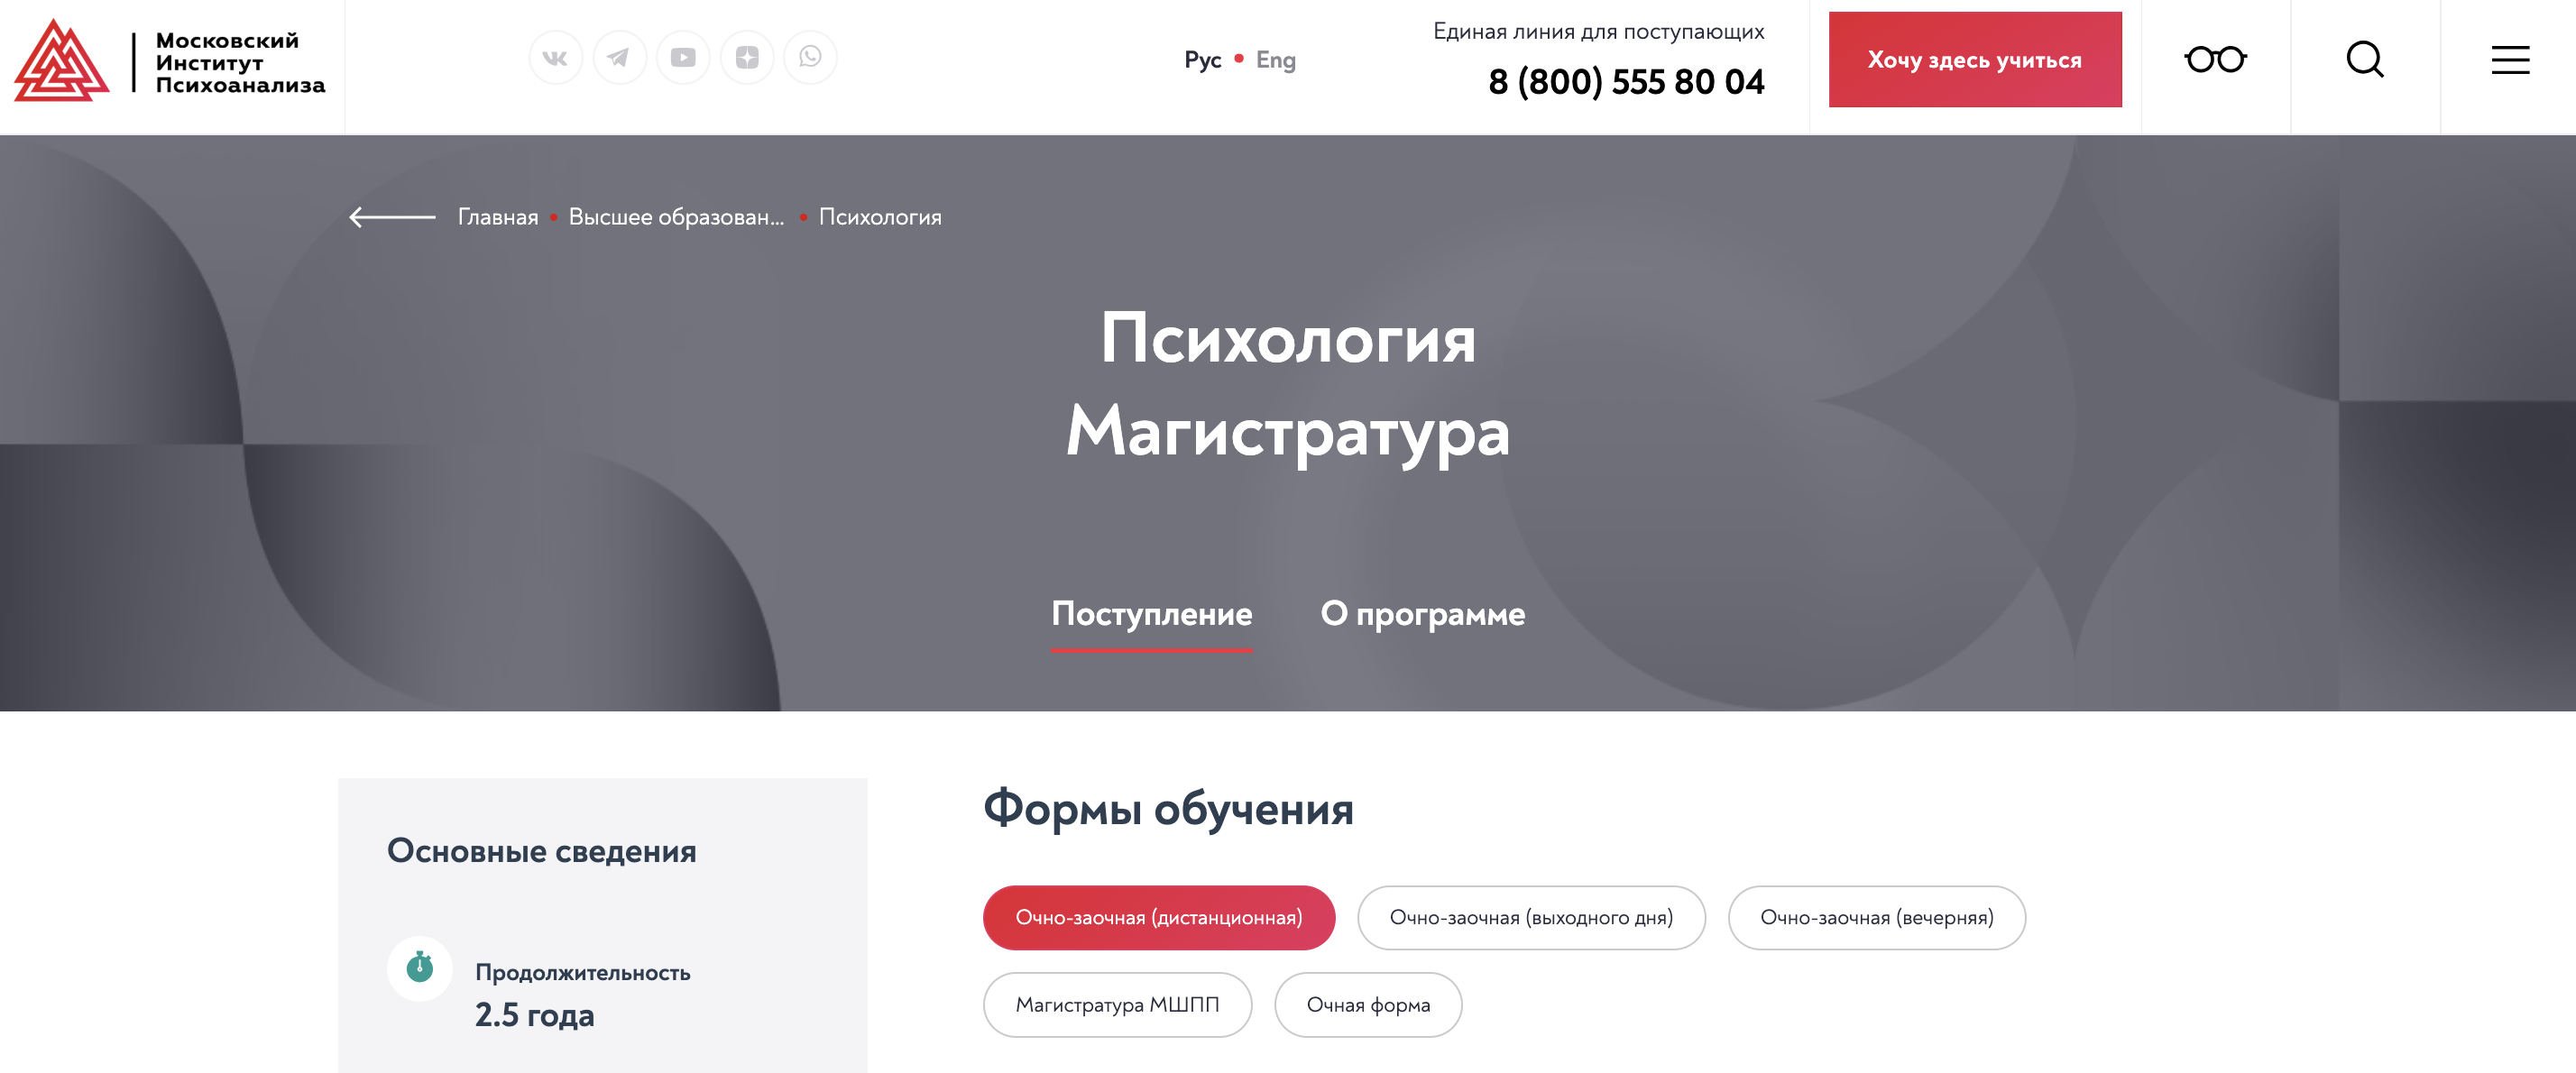 Московский
Институт
Психоанализа
Рус • Eng
Единая линия для поступающих
8 (800) 555 80 04
Хочу здесь учиться
Главная • Высшее образован... • Психология
Психология
Магистратура
Поступление
О программе
Основные сведения
Продолжительность
2.5 года
Формы обучения
Очно-заочная (дистанционная)
Очно-заочная (выходного дня)
Очно-заочная (вечерняя)
Магистратура МШПП
Очная форма